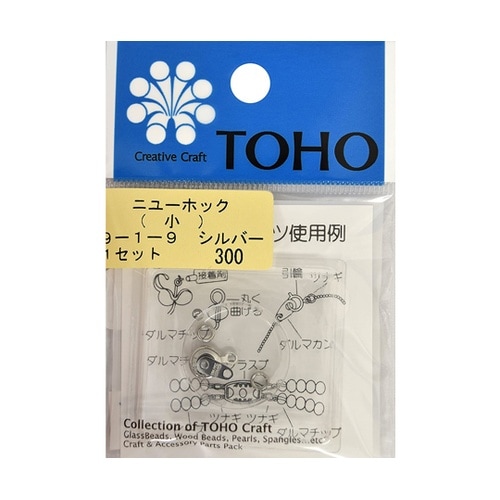 Creative Craft
TOHO
ニューホック
( 小 )
9-1-9 シルバー
1セット 300
ツ使用例
接着剤
丸く
曲げる
引輪 ツナギ
ダルマチップ
ダルマカン
ダルマチ
クラスプ
ツナギ ツナギ
ダルマチップ
Collection of TOHO Craft
GlassBeads, Wood Beads, Pearls, Spangles...etc
Craft & Accessory Parts Pack